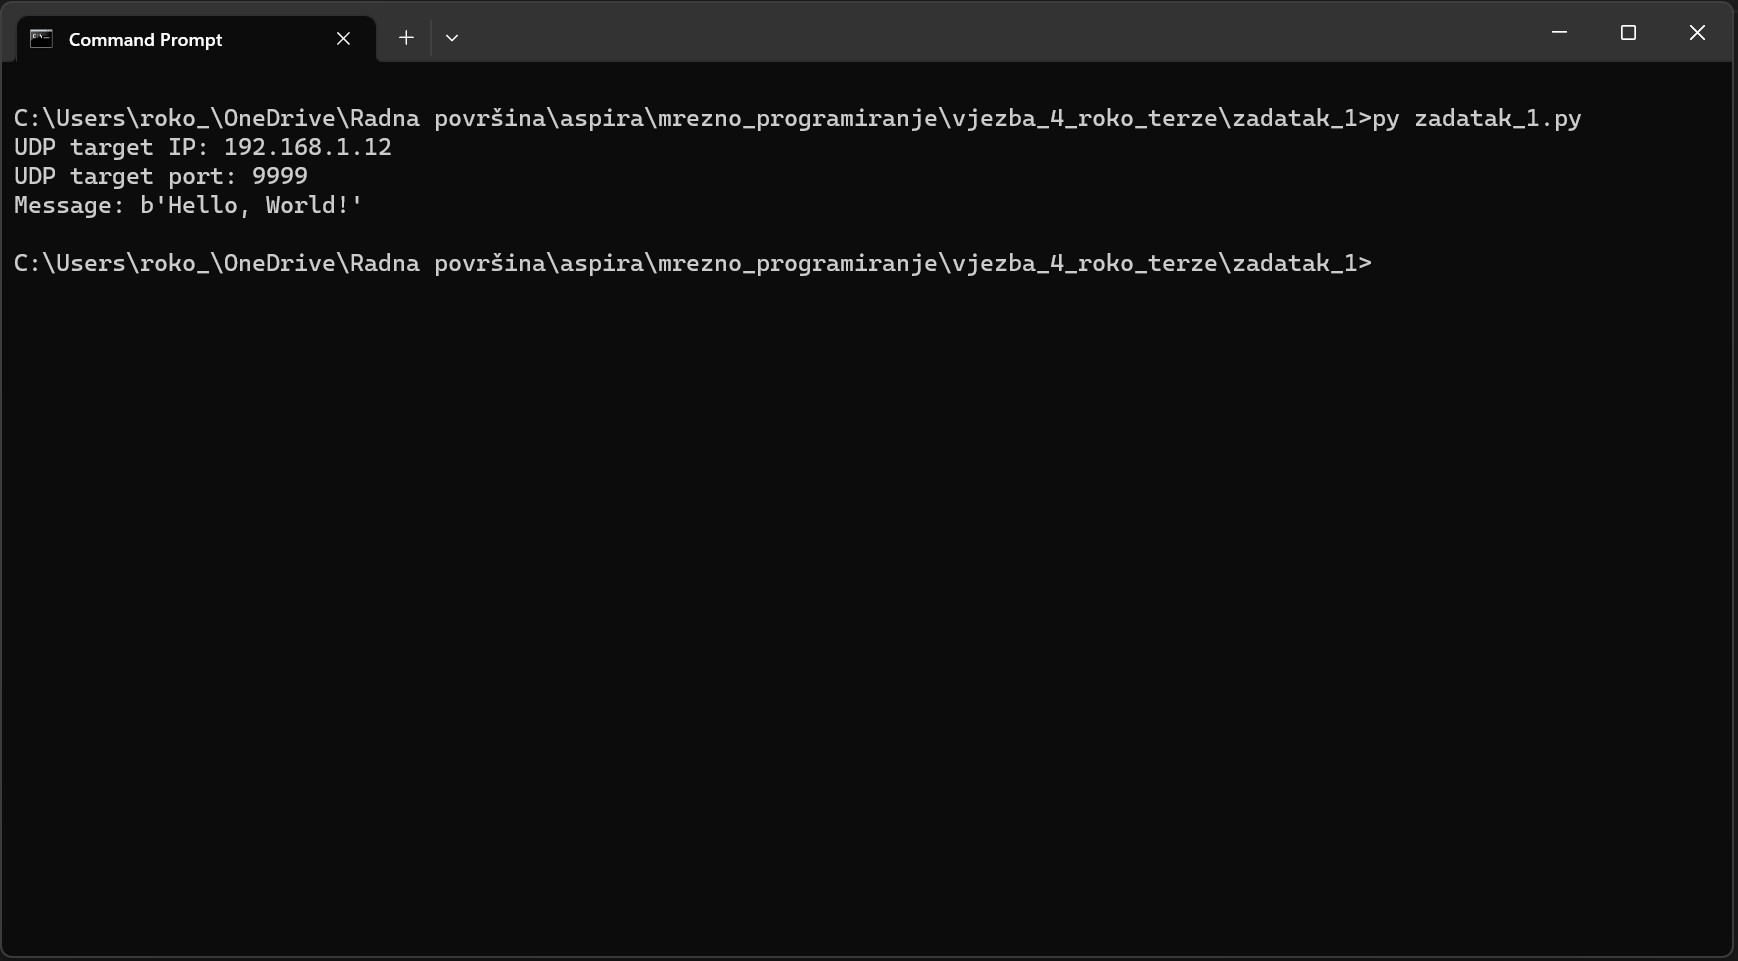 Command Prompt
C:\Users\roko_\OneDrive\Radna površina\aspira\mrezno_programiranje\vjezba_4_roko_terze\zadatak_1>py zadatak_1.py
UDP target IP: 192.168.1.12
UDP target port: 9999
Message: b'Hello, World!'
C:\Users\roko_\OneDrive\Radna površina\aspira\mrezno_programiranje\vjezba_4_roko_terze\zadatak_1>